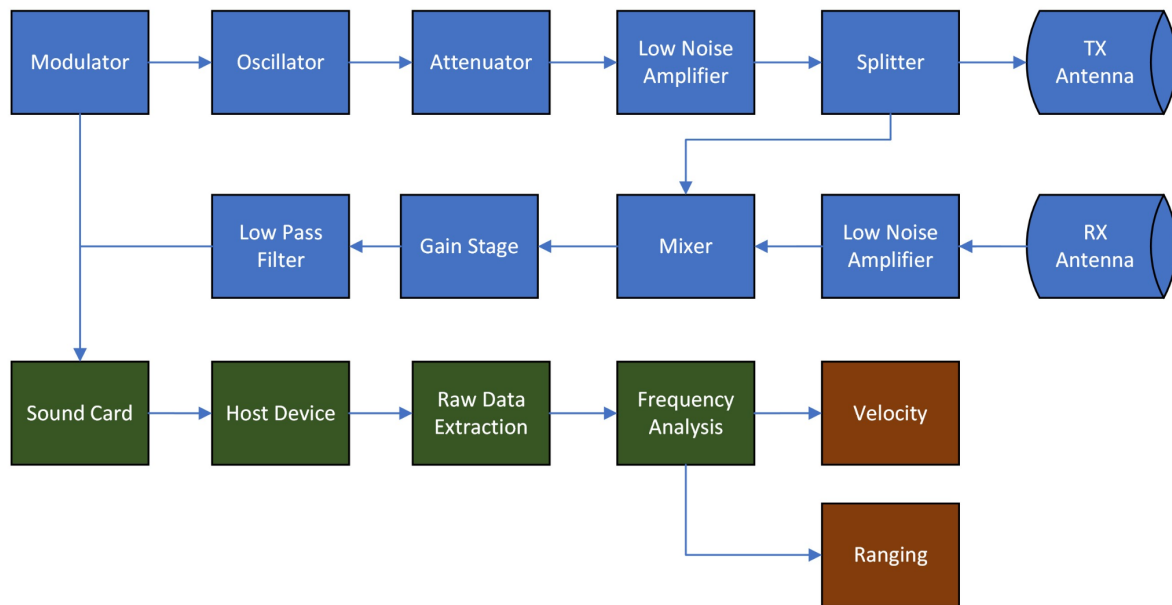 Modulator
Oscillator
Attenuator
Low Noise
Amplifier
Splitter
TX
Antenna
Low Pass
Filter
Gain Stage
Mixer
Low Noise
Amplifier
RX
Antenna
Sound Card
Host Device
Raw Data
Extraction
Frequency
Analysis
Velocity
Ranging